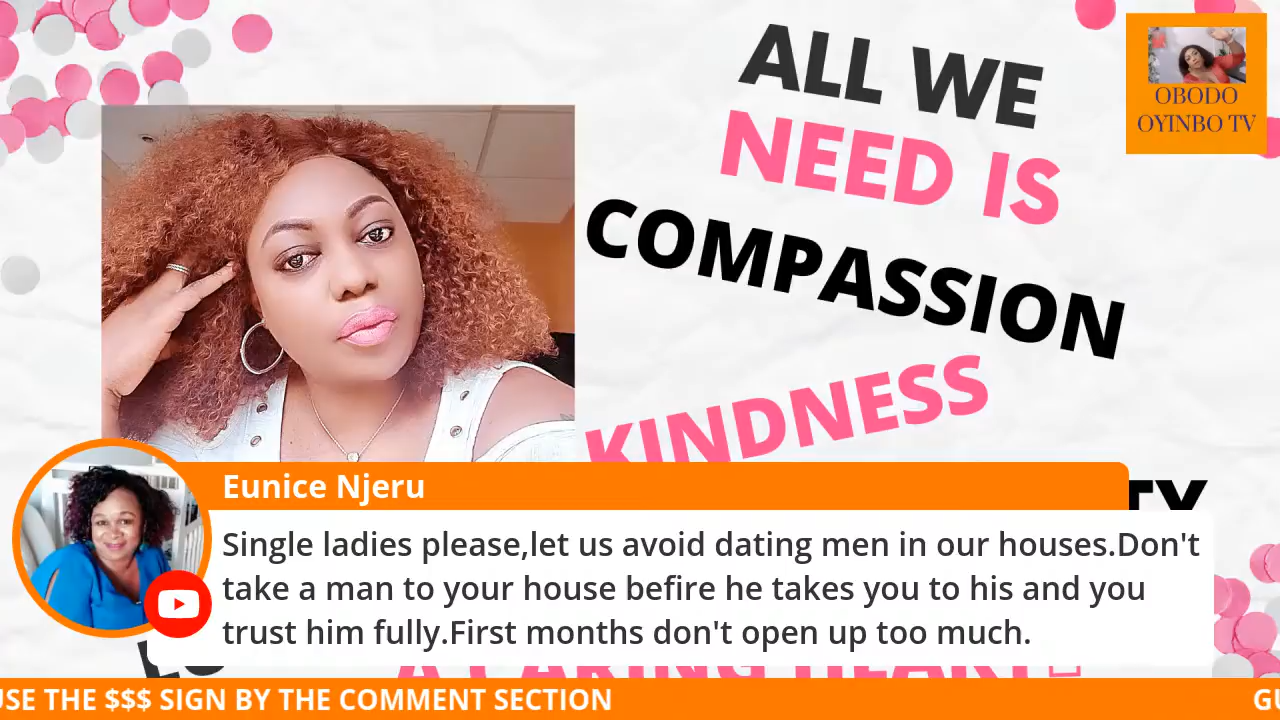 ALL WE
NEED IS
COMPASSION
KINDNESS
OBODO
OYINBO TV
Eunice Njeru
Single ladies please,let us avoid dating men in our houses.Don't
take a man to your house befire he takes you to his and you
trust him fully.First months don't open up too much.
USE THE $$$ SIGN BY THE COMMENT SECTION